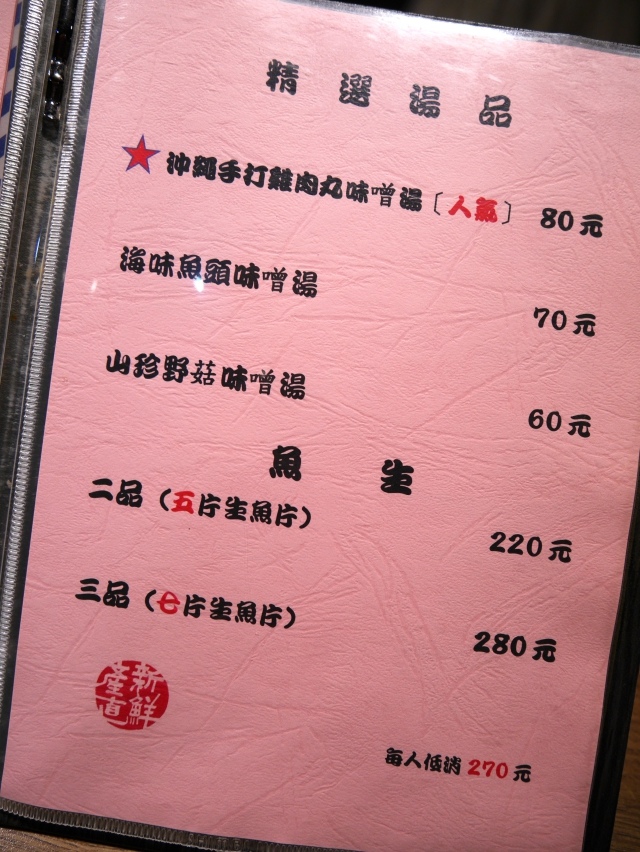 精選湯品
沖繩手打雞肉丸味噌湯〔人氣〕 80元
海味魚頭味噌湯 70元
山珍野菇味噌湯 60元
魚生
二品（五片生魚片） 220元
三品（七片生魚片） 280元
新鮮
產直
每人低消270元